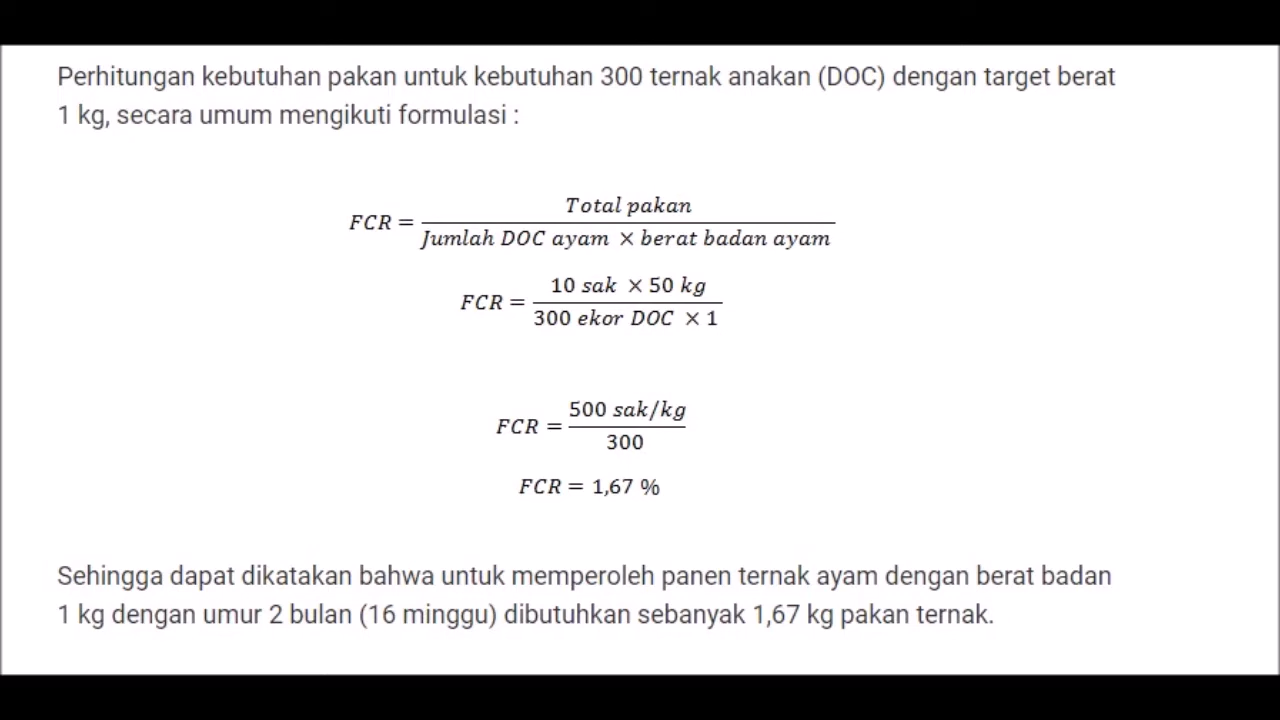 Perhitungan kebutuhan pakan untuk kebutuhan 300 ternak anakan (DOC) dengan target berat
1 kg, secara umum mengikuti formulasi :
FCR = Total pakan / Jumlah DOC ayam × berat badan ayam
FCR = 10 sak × 50 kg / 300 ekor DOC × 1
FCR = 500 sak/kg / 300
FCR = 1,67 %
Sehingga dapat dikatakan bahwa untuk memperoleh panen ternak ayam dengan berat badan
1 kg dengan umur 2 bulan (16 minggu) dibutuhkan sebanyak 1,67 kg pakan ternak.